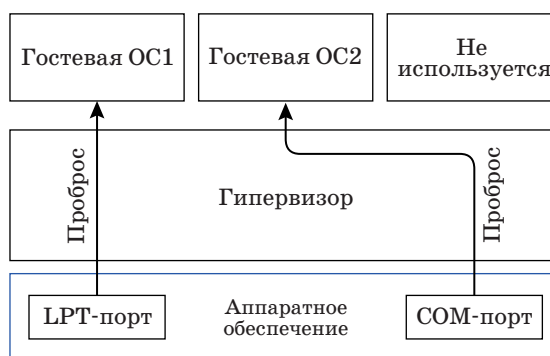 Гостевая ОС1
Гостевая ОС2
Не
используется
Проброс
Гипервизор
Проброс
LPT-порт
Аппаратное
обеспечение
COM-порт